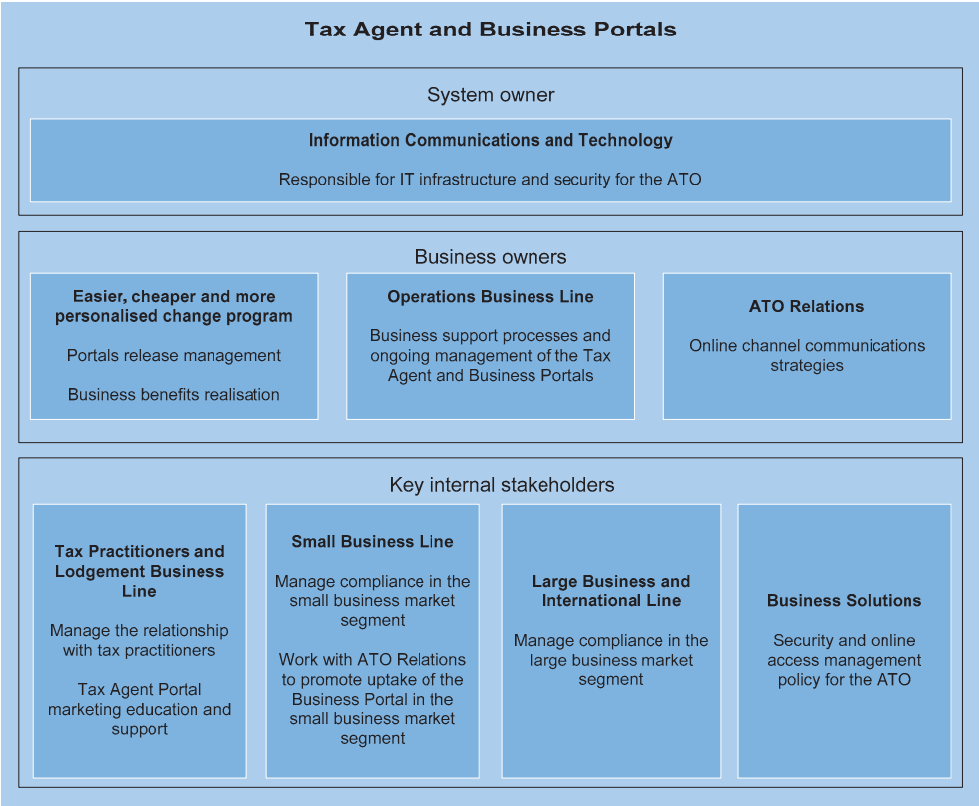 Tax Agent and Business Portals
System owner
Information Communications and Technology
Responsible for IT infrastructure and security for the ATO
Business owners
Easier, cheaper and more
personalised change program
Portals release management
Business benefits realisation
Operations Business Line
Business support processes and
ongoing management of the Tax
Agent and Business Portals
ATO Relations
Online channel communications
strategies
Key internal stakeholders
Tax Practitioners and
Lodgement Business
Line
Manage the relationship
with tax practitioners
Tax Agent Portal
marketing education and
support
Small Business Line
Manage compliance in the
small business market
segment
Work with ATO Relations
to promote uptake of the
Business Portal in the
small business market
segment
Large Business and
International Line
Manage compliance in the
large business market
segment
Business Solutions
Security and online
access management
policy for the ATO